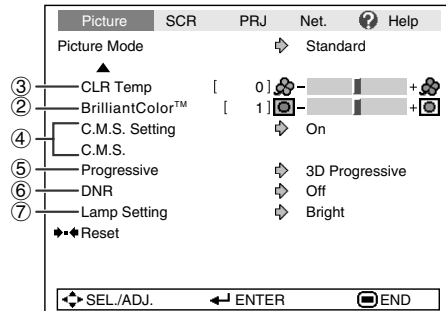 Picture SCR PRJ Net. ? Help
Picture Mode Standard
③ CLR Temp [ 0] – +
② BrilliantColor™ [ 1] – +
④ C.M.S. Setting On
C.M.S.
⑤ Progressive 3D Progressive
⑥ DNR Off
⑦ Lamp Setting Bright
Reset
SEL./ADJ. ENTER END